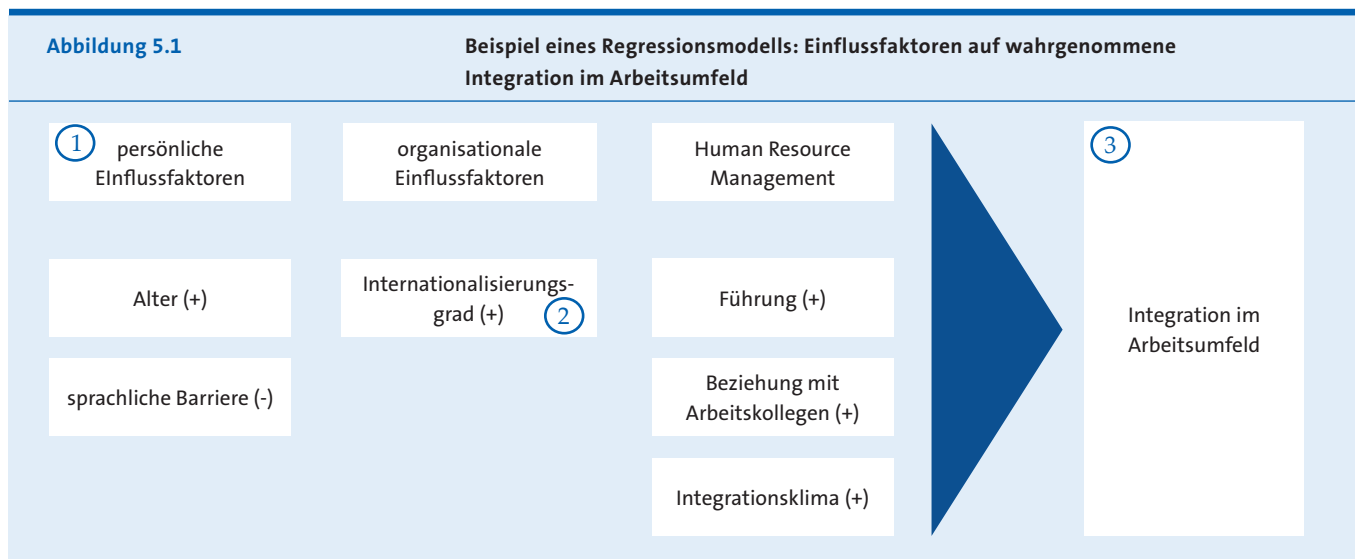 Abbildung 5.1
Beispiel eines Regressionsmodells: Einflussfaktoren auf wahrgenommene
Integration im Arbeitsumfeld
1
persönliche
EInflussfaktoren
organisationale
Einflussfaktoren
Human Resource
Management
3
Alter (+)
Internationalisierungs-
grad (+)
2
Führung (+)
Integration im
Arbeitsumfeld
sprachliche Barriere (-)
Beziehung mit
Arbeitskollegen (+)
Integrationsklima (+)